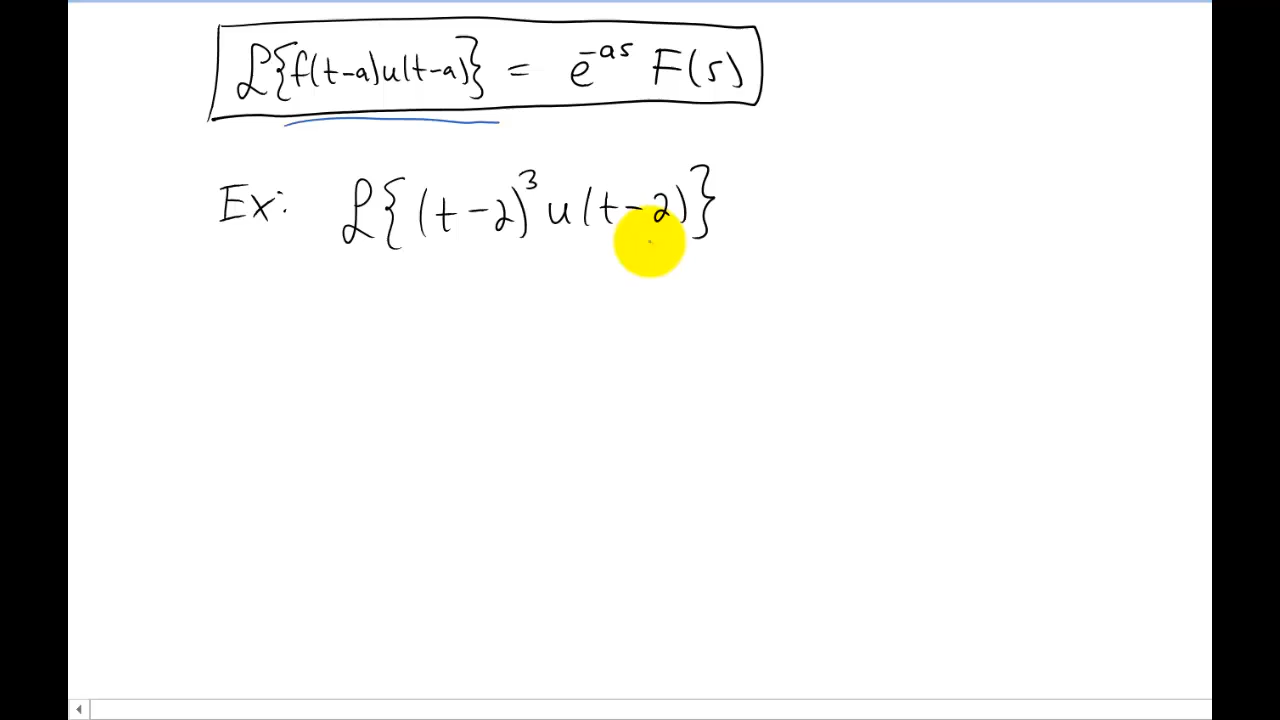 ℒ{f(t-a)u(t-a)} = e^{-as} F(s)
Ex: ℒ{(t-2)^3 u(t-2)}